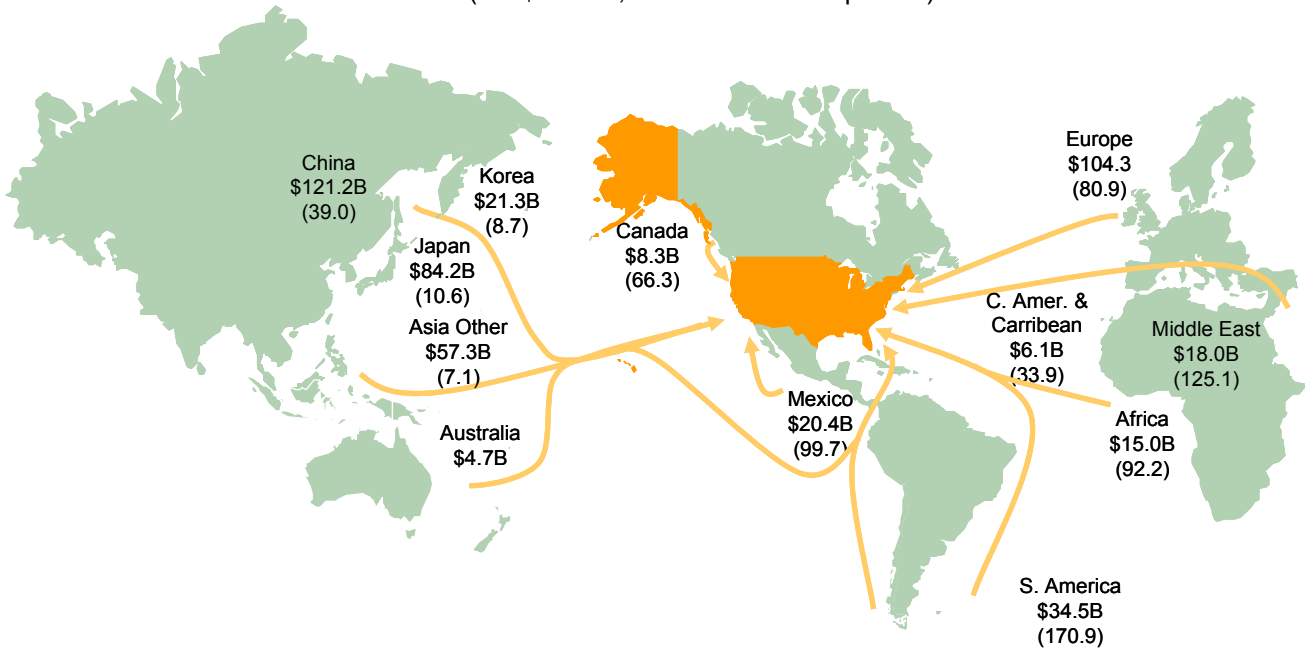 China
$121.2B
(39.0)
Korea
$21.3B
(8.7)
Japan
$84.2B
(10.6)
Asia Other
$57.3B
(7.1)
Australia
$4.7B
Canada
$8.3B
(66.3)
Mexico
$20.4B
(99.7)
Europe
$104.3
(80.9)
C. Amer. &
Carribean
$6.1B
(33.9)
Middle East
$18.0B
(125.1)
Africa
$15.0B
(92.2)
S. America
$34.5B
(170.9)